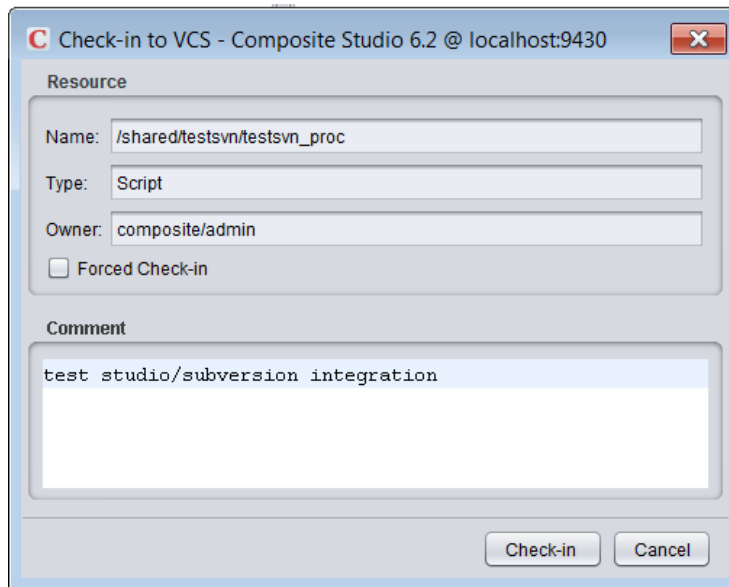 C Check-in to VCS - Composite Studio 6.2 @ localhost:9430
Resource
Name: /shared/testsvn/testsvn_proc
Type: Script
Owner: composite/admin
Forced Check-in
Comment
test studio/subversion integration
Check-in Cancel